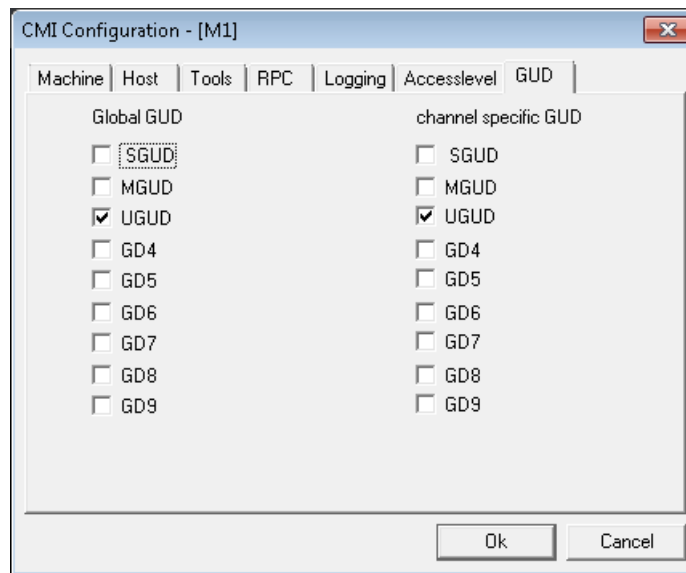 CMI Configuration - [M1]
Machine Host Tools RPC Logging Accesslevel GUD
Global GUD channel specific GUD
SGUD SGUD
MGUD MGUD
UGUD UGUD
GD4 GD4
GD5 GD5
GD6 GD6
GD7 GD7
GD8 GD8
GD9 GD9
Ok Cancel